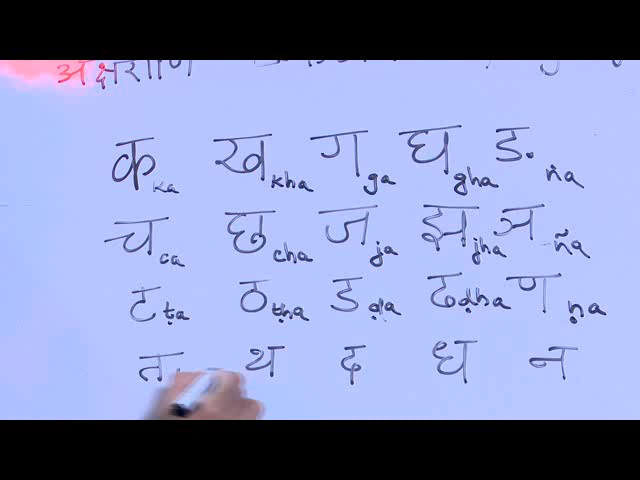 अक्षराणि
क ka ख kha ग ga घ gha ङ ṅa
च ca छ cha ज ja झ jha ञ ña
ट ṭa ठ ṭha ड ḍa ढ ḍha ण ṇa
त थ द ध न